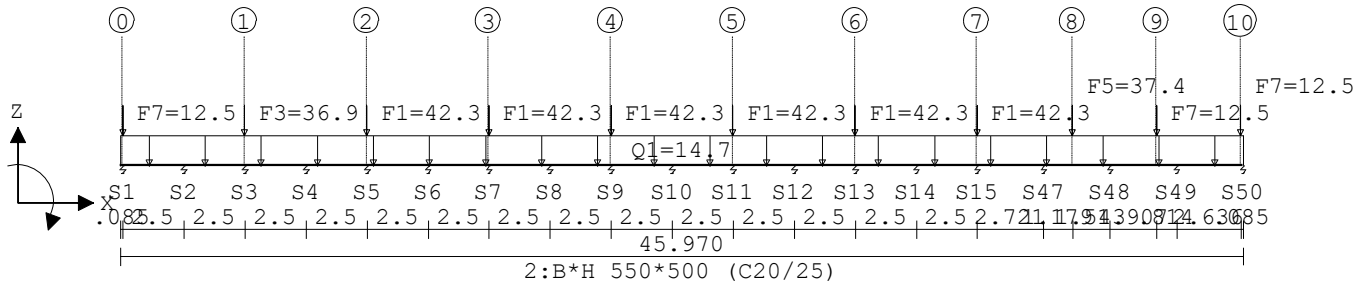 0 1 2 3 4 5 6 7 8 9 10
F5=37.4 F7=12.5
Z F7=12.5 F3=36.9 F1=42.3 F1=42.3 F1=42.3 F1=42.3 F1=42.3 F1=42.3 F7=12.5
Q1=14.7
X S1 S2 S3 S4 S5 S6 S7 S8 S9 S10 S11 S12 S13 S14 S15 S47 S48 S49 S50
2.5 2.5 2.5 2.5 2.5 2.5 2.5 2.5 2.5 2.5 2.5 2.5 2.5 2.5
45.970
2:B*H 550*500 (C20/25)